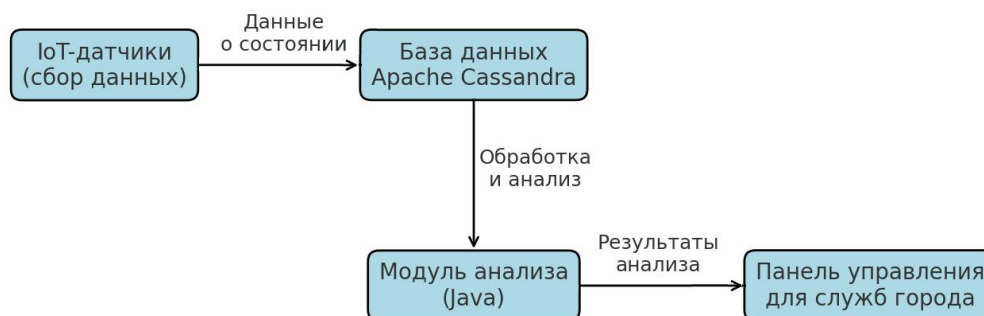 IoT-датчики
(сбор данных)
Данные
о состоянии
База данных
Apache Cassandra
Обработка
и анализ
Модуль анализа
(Java)
Результаты
анализа
Панель управления
для служб города